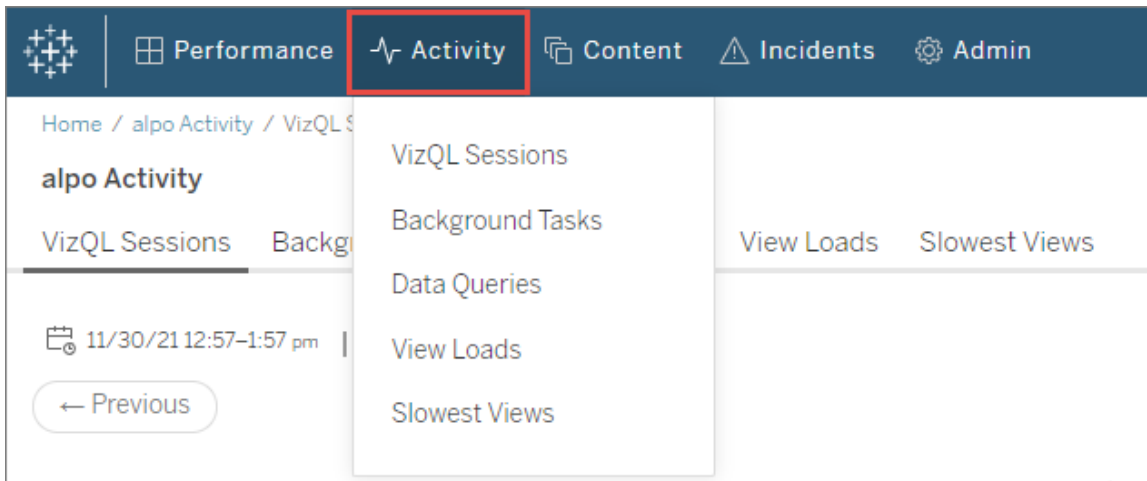 Performance Activity Content Incidents Admin
Home / alpo Activity / VizQL
alpo Activity
VizQL Sessions View Loads Slowest Views
11/30/21 12:57–1:57 pm |
← Previous
VizQL Sessions
Background Tasks
Data Queries
View Loads
Slowest Views